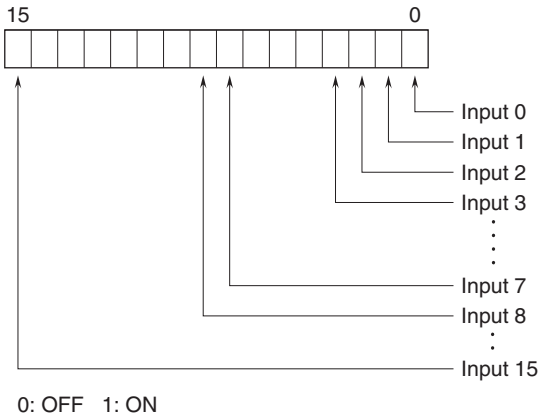 15 0
Input 0
Input 1
Input 2
Input 3
Input 7
Input 8
Input 15
0: OFF 1: ON